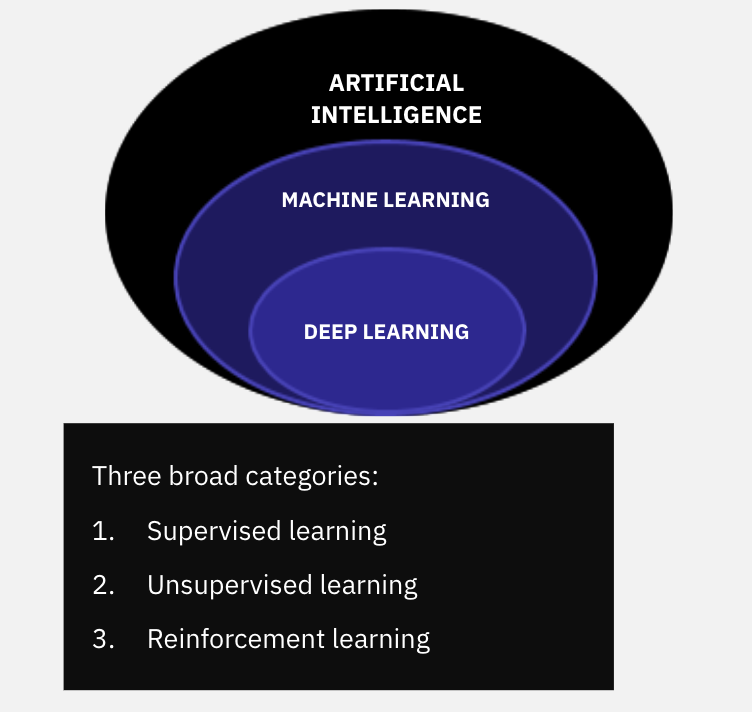 ARTIFICIAL
INTELLIGENCE
MACHINE LEARNING
DEEP LEARNING
Three broad categories:
1. Supervised learning
2. Unsupervised learning
3. Reinforcement learning